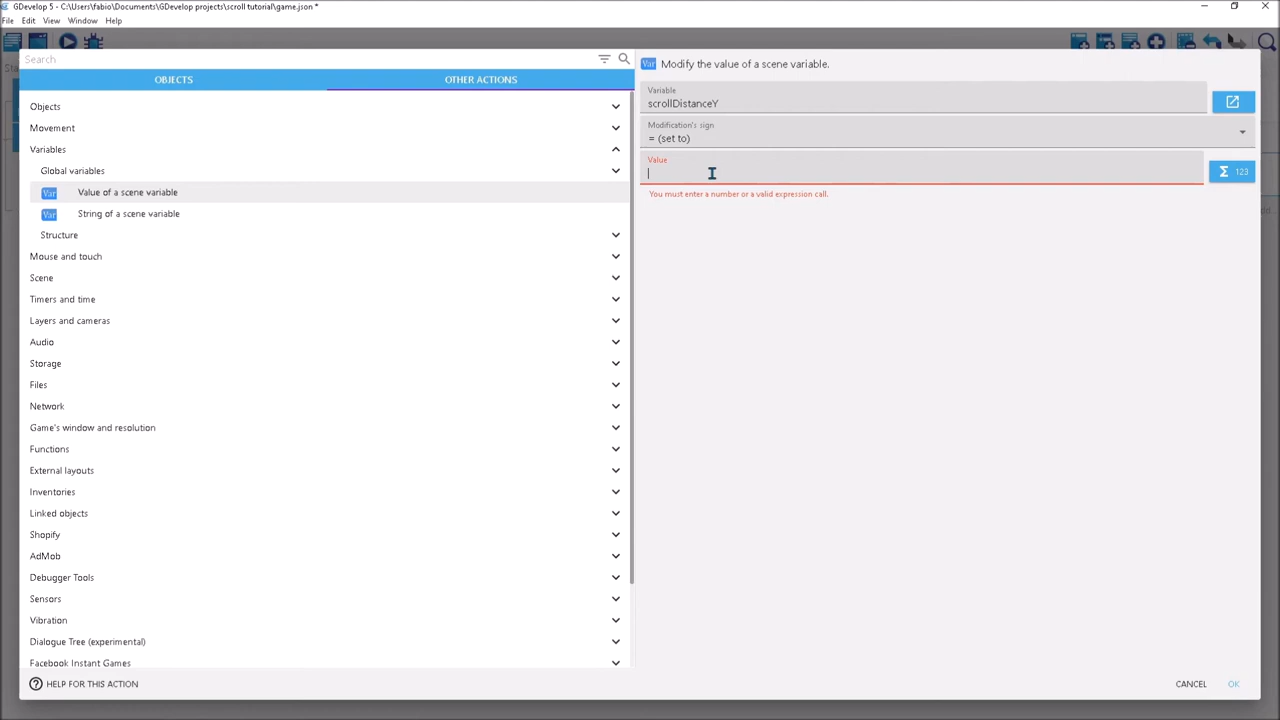 GDevelop 5 - C:\Users\fabio\Documents\GDevelop projects\scroll tutorial\game.json *
File Edit View Window Help
Search
OBJECTS
OTHER ACTIONS
Objects
Movement
Variables
Global variables
Var Value of a scene variable
Var String of a scene variable
Structure
Mouse and touch
Scene
Timers and time
Layers and cameras
Audio
Storage
Files
Network
Game's window and resolution
Functions
External layouts
Inventories
Linked objects
Shopify
AdMob
Debugger Tools
Sensors
Vibration
Dialogue Tree (experimental)
Facebook Instant Games
HELP FOR THIS ACTION
Var Modify the value of a scene variable.
Variable
scrollDistanceY
Modification's sign
= (set to)
Value
Σ 123
You must enter a number or a valid expression call.
CANCEL
OK